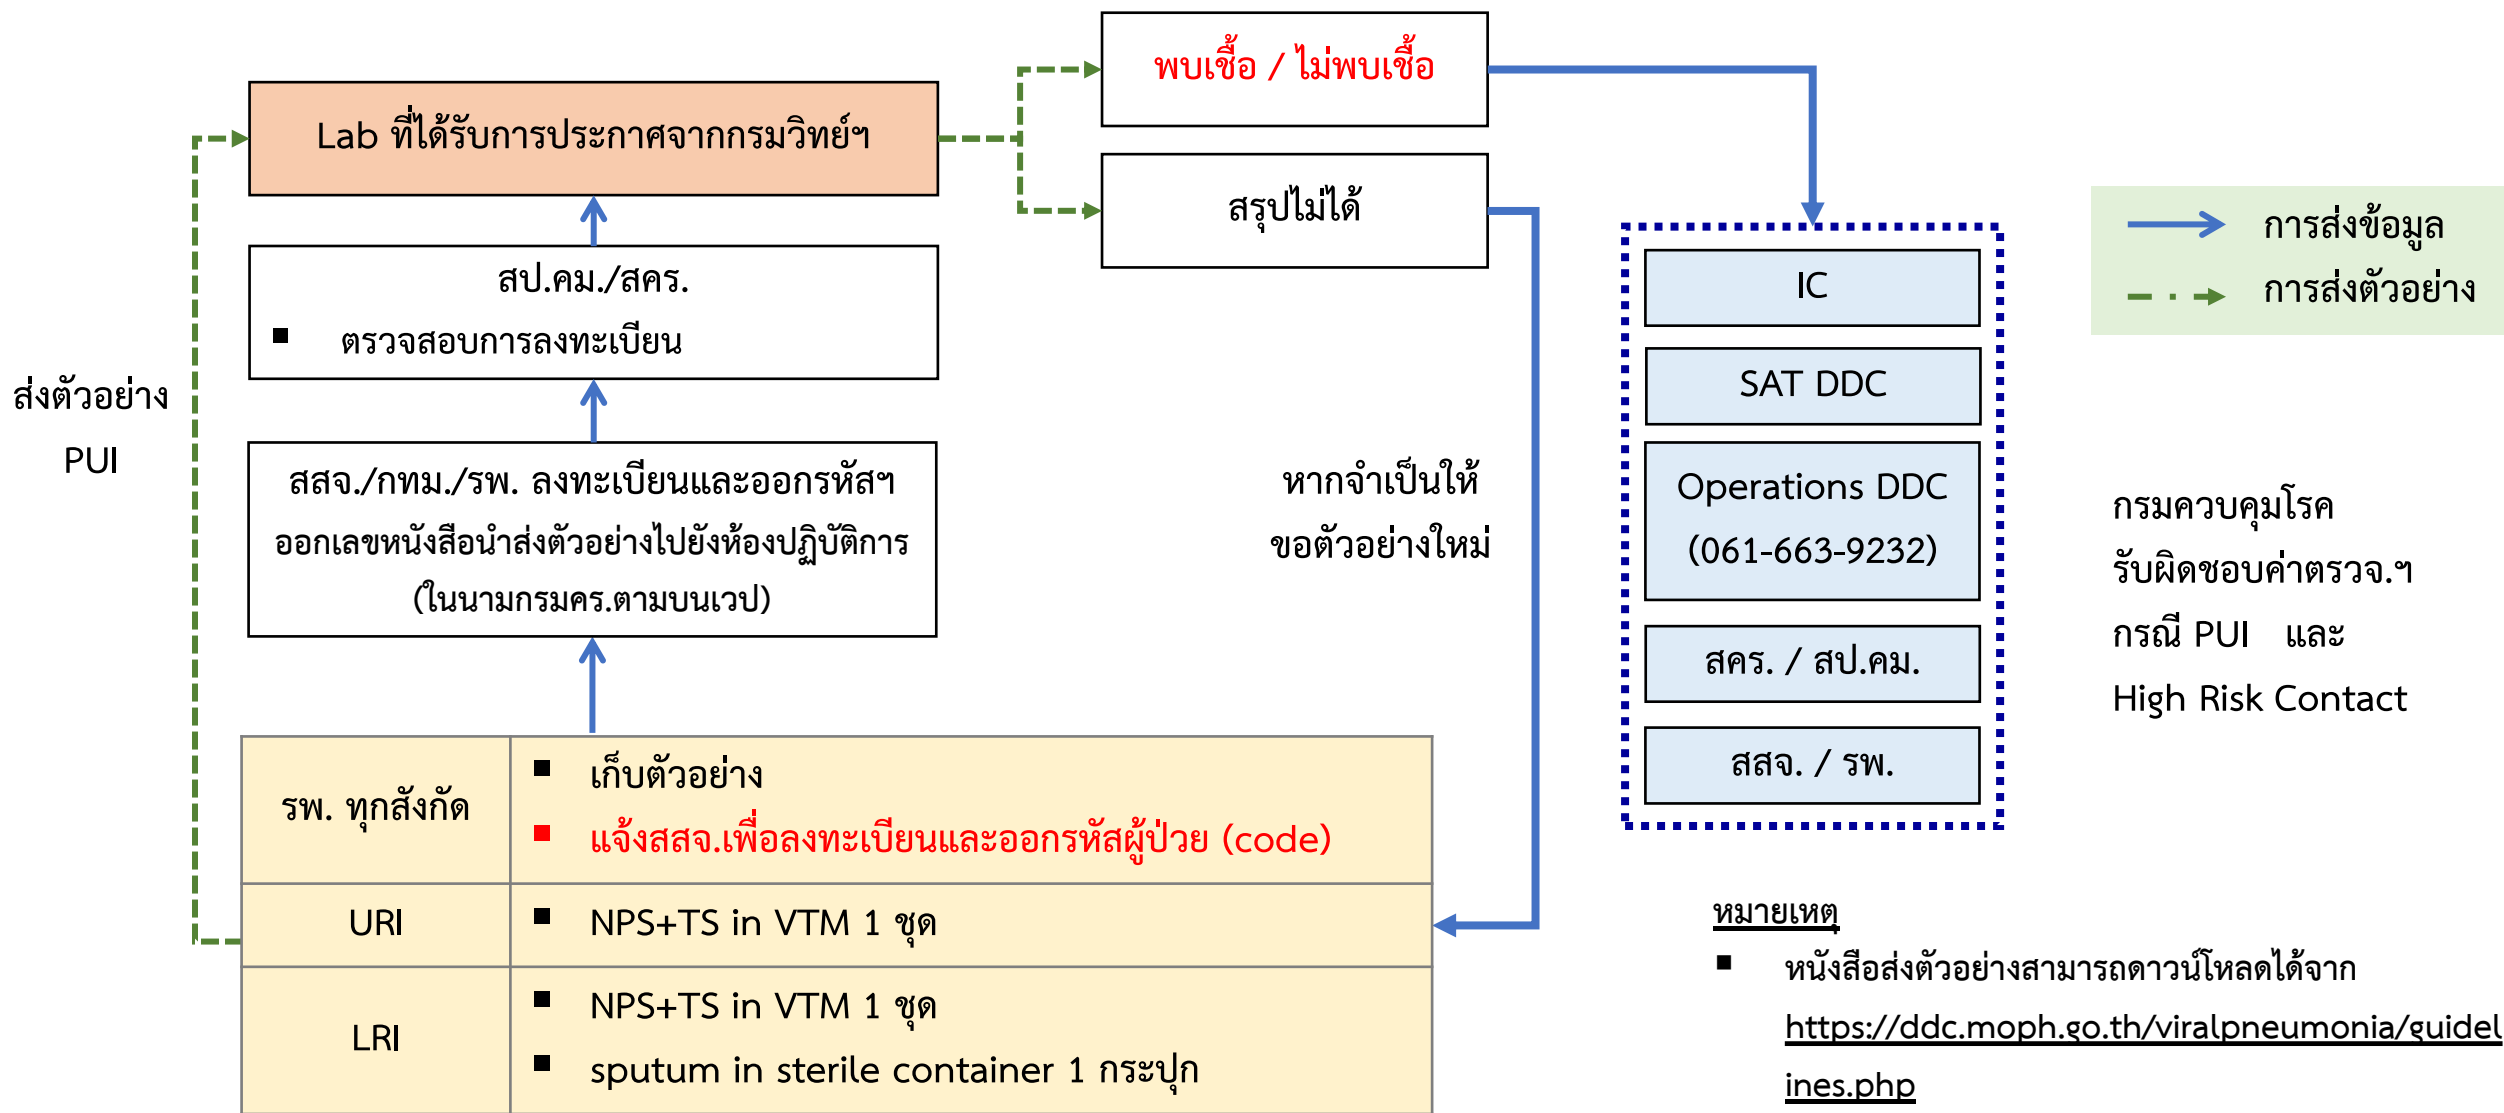 พบเชื้อ / ไม่พบเชื้อ
Lab ที่ได้รับการประกาศจากกรมวิทย์ฯ
สรุปไม่ได้
สป.คม./สคร.
▪ ตรวจสอบการลงทะเบียน
ส่งตัวอย่าง
PUI
สสจ./กทม./รพ. ลงทะเบียนและออกรหัสฯ
ออกเลขหนังสือนำส่งตัวอย่างไปยังห้องปฏิบัติการ
(ในนามกรมคร.ตามบนเวป)
หากจำเป็นให้
ขอตัวอย่างใหม่
รพ. ทุกสังกัด
▪ เก็บตัวอย่าง
▪ แจ้งสสจ.เพื่อลงทะเบียนและออกรหัสผู้ป่วย (code)
URI
▪ NPS+TS in VTM 1 ชุด
LRI
▪ NPS+TS in VTM 1 ชุด
▪ sputum in sterile container 1 กระปุก
IC
SAT DDC
Operations DDC
(061-663-9232)
สคร. / สป.คม.
สสจ. / รพ.
การส่งข้อมูล
การส่งตัวอย่าง
กรมควบคุมโรค
รับผิดชอบค่าตรวจ.ฯ
กรณี PUI และ
High Risk Contact
หมายเหตุ
▪ หนังสือส่งตัวอย่างสามารถดาวน์โหลดได้จาก
https://ddc.moph.go.th/viralpneumonia/guidel
ines.php